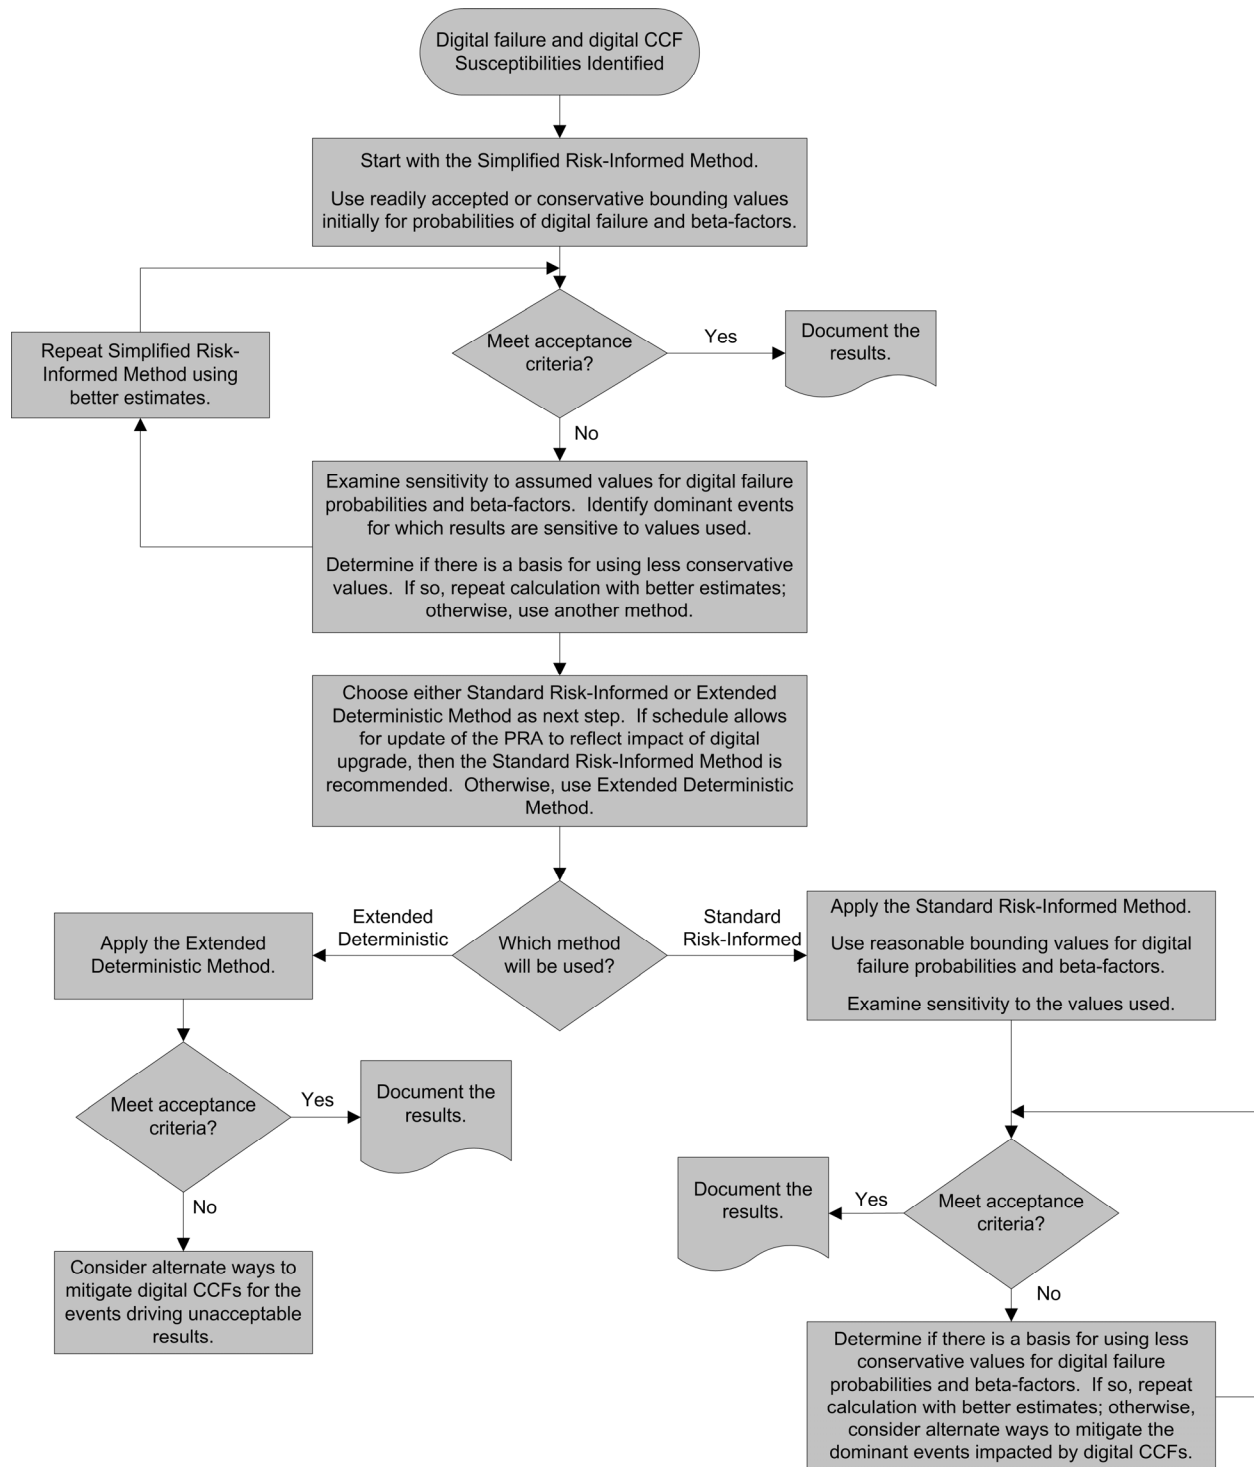 Digital failure and digital CCF
Susceptibilities Identified
Start with the Simplified Risk-Informed Method.
Use readily accepted or conservative bounding values
initially for probabilities of digital failure and beta-factors.
Repeat Simplified Risk-
Informed Method using
better estimates.
Meet acceptance
criteria?
Yes
Document the
results.
No
Examine sensitivity to assumed values for digital failure
probabilities and beta-factors. Identify dominant events
for which results are sensitive to values used.
Determine if there is a basis for using less conservative
values. If so, repeat calculation with better estimates;
otherwise, use another method.
Choose either Standard Risk-Informed or Extended
Deterministic Method as next step. If schedule allows
for update of the PRA to reflect impact of digital
upgrade, then the Standard Risk-Informed Method is
recommended. Otherwise, use Extended Deterministic
Method.
Which method
will be used?
Extended
Deterministic
Standard
Risk-Informed
Apply the Extended
Deterministic Method.
Meet acceptance
criteria?
Yes
Document the
results.
No
Consider alternate ways to
mitigate digital CCFs for the
events driving unacceptable
results.
Apply the Standard Risk-Informed Method.
Use reasonable bounding values for digital
failure probabilities and beta-factors.
Examine sensitivity to the values used.
Meet acceptance
criteria?
Yes
Document the
results.
No
Determine if there is a basis for using less
conservative values for digital failure
probabilities and beta-factors. If so, repeat
calculation with better estimates; otherwise,
consider alternate ways to mitigate the
dominant events impacted by digital CCFs.